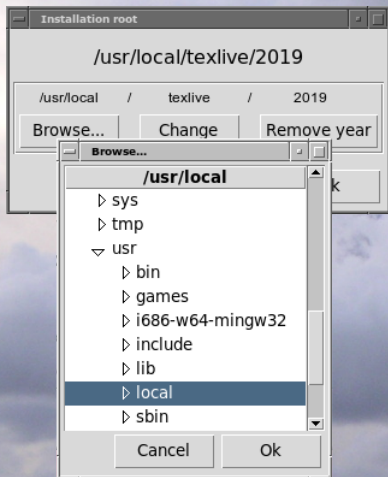 Installation root
/usr/local/texlive/2019
/usr/local / texlive / 2019
Browse... Change Remove year
k
Browse...
/usr/local
sys
tmp
usr
bin
games
i686-w64-mingw32
include
lib
local
sbin
Cancel Ok